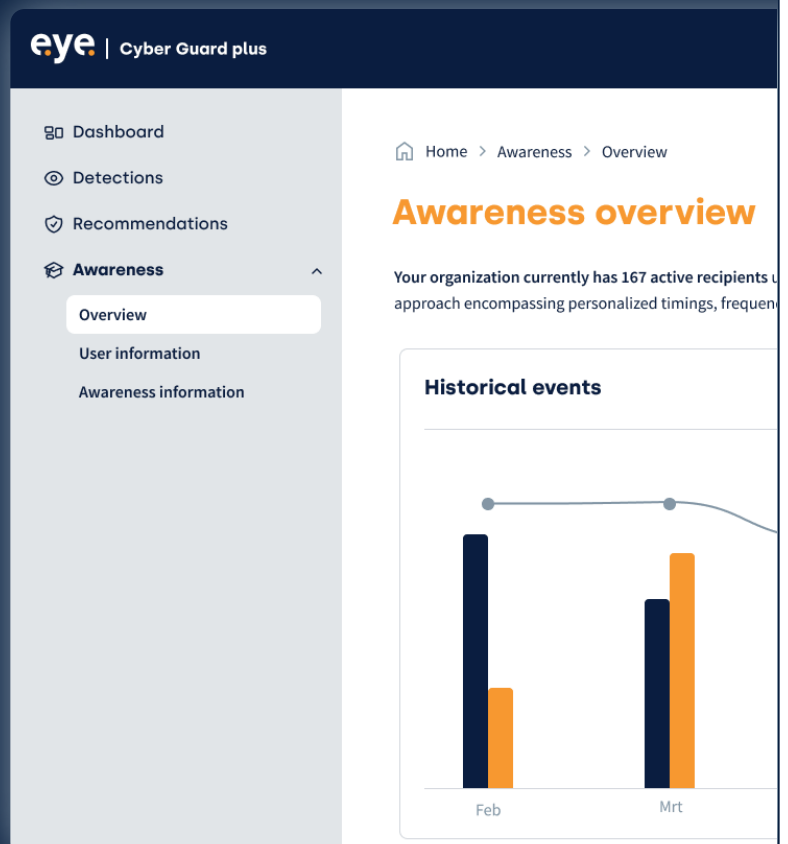 eye. | Cyber Guard plus
Dashboard
Detections
Recommendations
Awareness
Overview
User information
Awareness information
Home > Awareness > Overview
Awareness overview
Your organization currently has 167 active recipients
approach encompassing personalized timings,
Historical events
Feb
Mrt